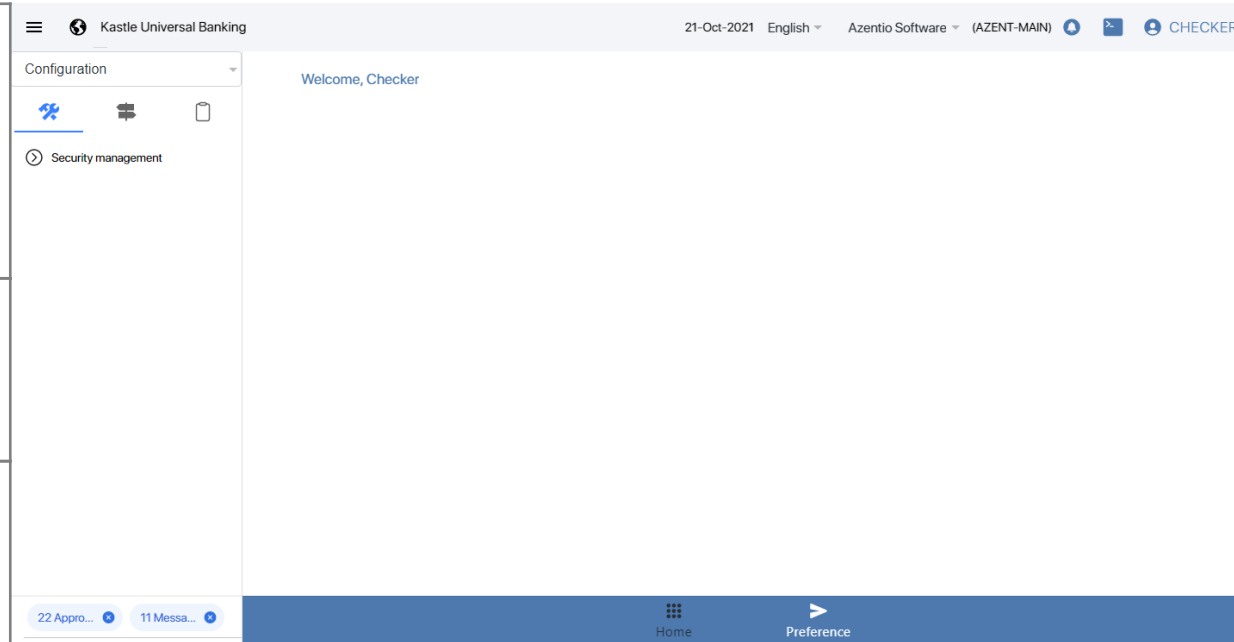 Kastle Universal Banking
21-Oct-2021 English Azentio Software (AZENT-MAIN) CHECKER
Configuration
Welcome, Checker
Security management
22 Appro... 11 Messa...
Home Preference